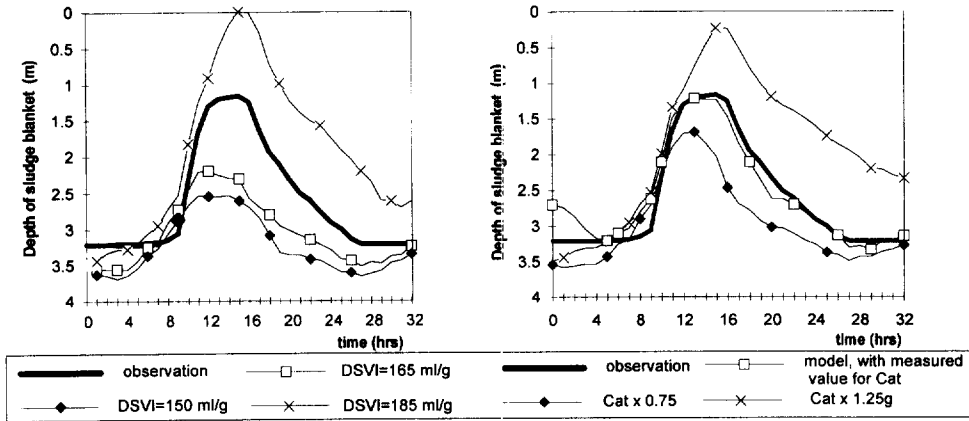 Depth of sludge blanket (m)
0
0.5
1
1.5
2
2.5
3
3.5
4
0 4 8 12 16 20 24 28 32
time (hrs)
Depth of sludge blanket (m)
0
0.5
1
1.5
2
2.5
3
3.5
4
0 4 8 12 16 20 24 28 32
time (hrs)
observation
DSVI=165 ml/g
DSVI=150 ml/g
DSVI=185 ml/g
observation
model, with measured
value for Cat
Cat x 0.75
Cat x 1.25g